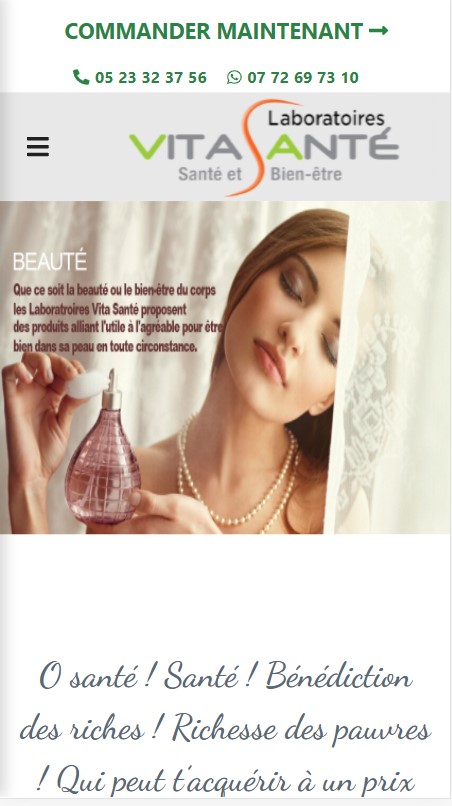 COMMANDER MAINTENANT
05 23 32 37 56 07 72 69 73 10
Laboratoires
VITA SANTÉ
Santé et Bien-être
BEAUTÉ
Que ce soit la beauté ou le bien-être du corps
les Laboratroires Vita Santé proposent
des produits alliant l'utile à l'agréable pour être
bien dans sa peau en toute circonstance.
O santé ! Santé ! Bénédiction
des riches ! Richesse des pauvres
! Qui peut t'acquérir à un prix